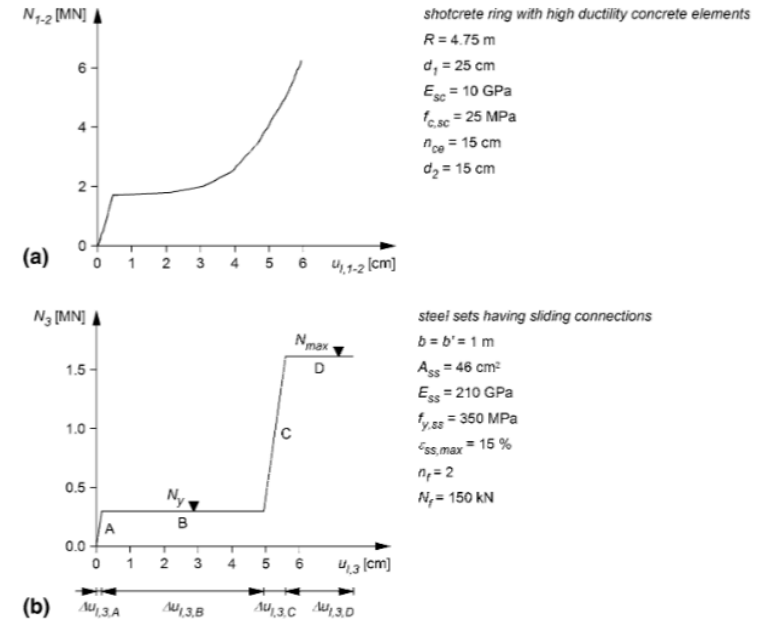 N1-2 [MN]
6
4
2
0
0 1 2 3 4 5 6 ul,1-2 [cm]
(a)
shotcrete ring with high ductility concrete elements
R = 4.75 m
d1 = 25 cm
Esc = 10 GPa
fc,sc = 25 MPa
nce = 15 cm
d2 = 15 cm
N3 [MN]
1.5
1.0
0.5
0.0
Nmax
D
C
Ny
B
A
0 1 2 3 4 5 6 ul,3 [cm]
(b)
Δul,3,A Δul,3,B Δul,3,C Δul,3,D
steel sets having sliding connections
b = b' = 1 m
Ass = 46 cm²
Ess = 210 GPa
fy,ss = 350 MPa
εss,max = 15 %
nf = 2
Nf = 150 kN